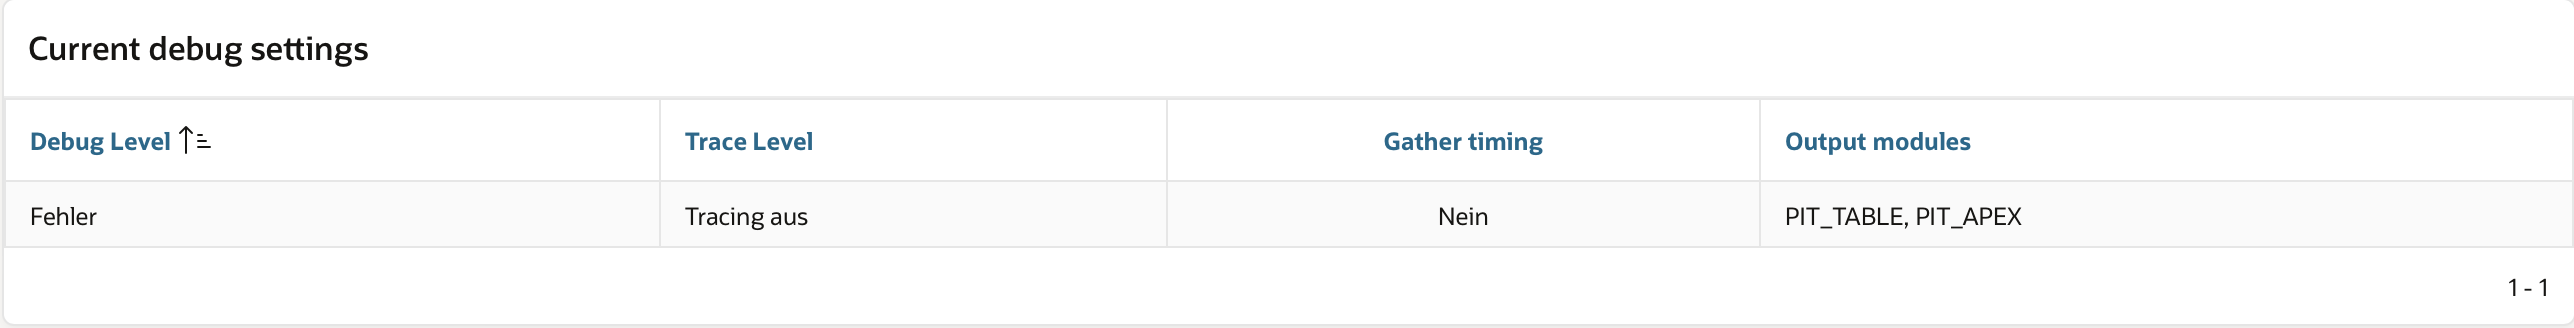 Current debug settings
Debug Level Trace Level Gather timing Output modules
Fehler Tracing aus Nein PIT_TABLE, PIT_APEX
1 - 1